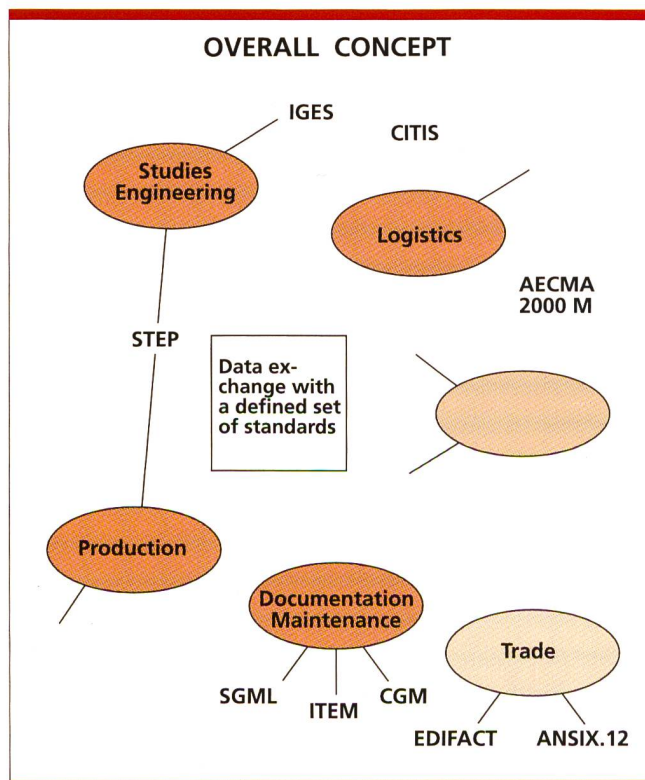 OVERALL CONCEPT
IGES
CITIS
Studies
Engineering
Logistics
AECMA
2000 M
STEP
Data ex-
change with
a defined set
of standards
Production
Documentation
Maintenance
Trade
SGML
ITEM
CGM
EDIFACT
ANSIX.12